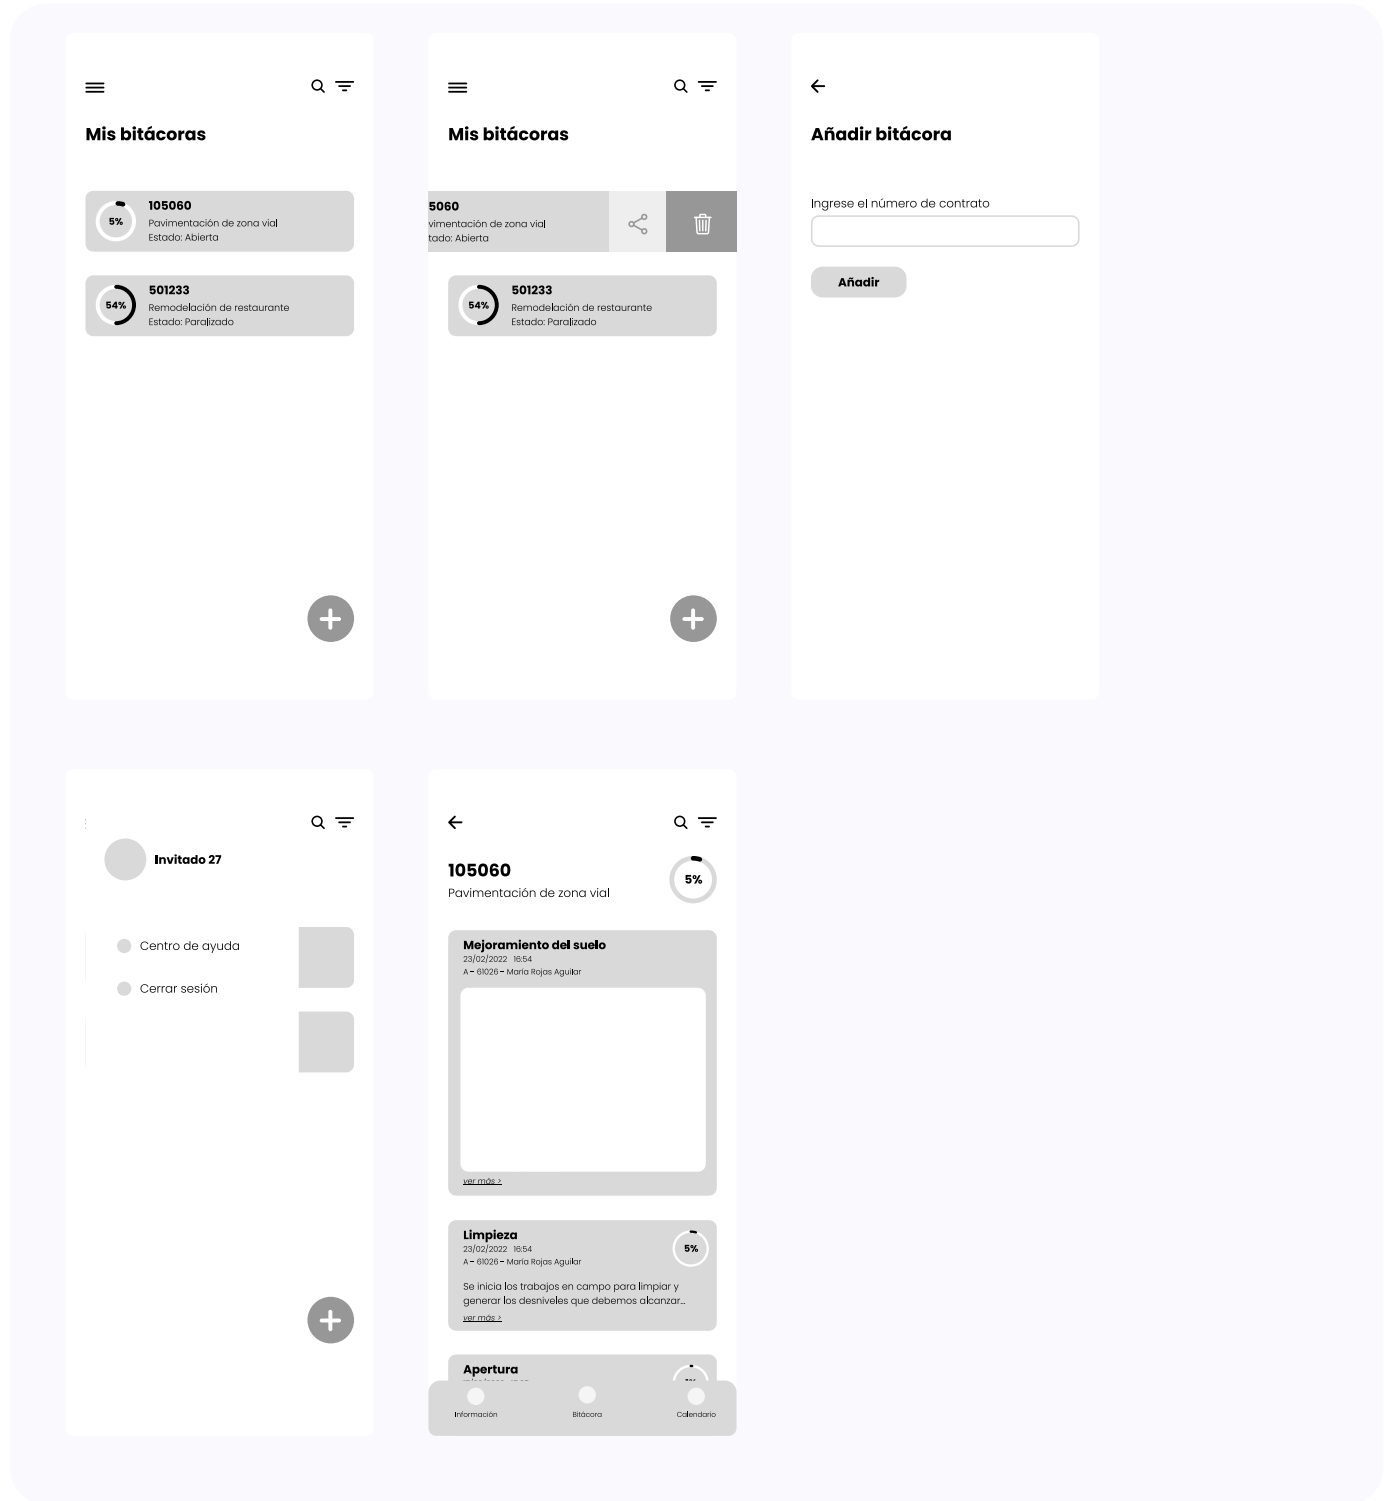 Mis bitácoras
5%
105060
Pavimentación de zona vial
Estado: Abierta
54%
501233
Remodelación de restaurante
Estado: Paralizado
Mis bitácoras
5060
vimentación de zona vial
tado: Abierta
54%
501233
Remodelación de restaurante
Estado: Paralizado
Añadir bitácora
Ingrese el número de contrato
Añadir
Invitado 27
Centro de ayuda
Cerrar sesión
105060
Pavimentación de zona vial
5%
Mejoramiento del suelo
23/02/2022 16:54
A - 61026 - María Rojas Aguilar
ver más >
Limpieza
23/02/2022 16:54
A - 61026 - María Rojas Aguilar
5%
Se inicia los trabajos en campo para limpiar y
generar los desniveles que debemos alcanzar...
ver más >
Apertura
Información
Bitácora
Calendario